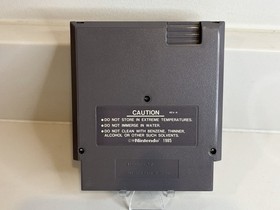 CAUTION
REV-A
●DO NOT STORE IN EXTREME TEMPERATURES.
●DO NOT IMMERSE IN WATER.
●DO NOT CLEAN WITH BENZENE, THINNER,
ALCOHOL OR OTHER SUCH SOLVENTS.
©Nintendo 1985